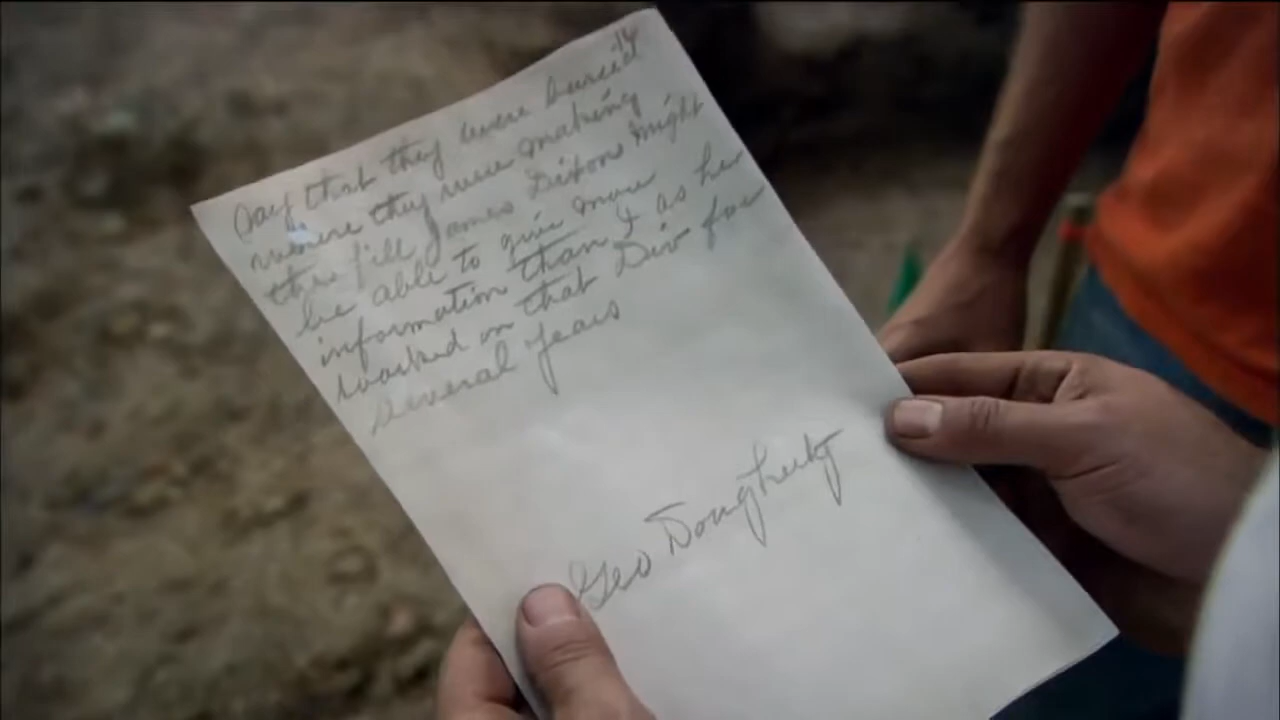 say that they were buried
where they were making
the fill James Dixon might
be able to give more
information than I as he
worked on that Div for
several years
Geo Dougherty